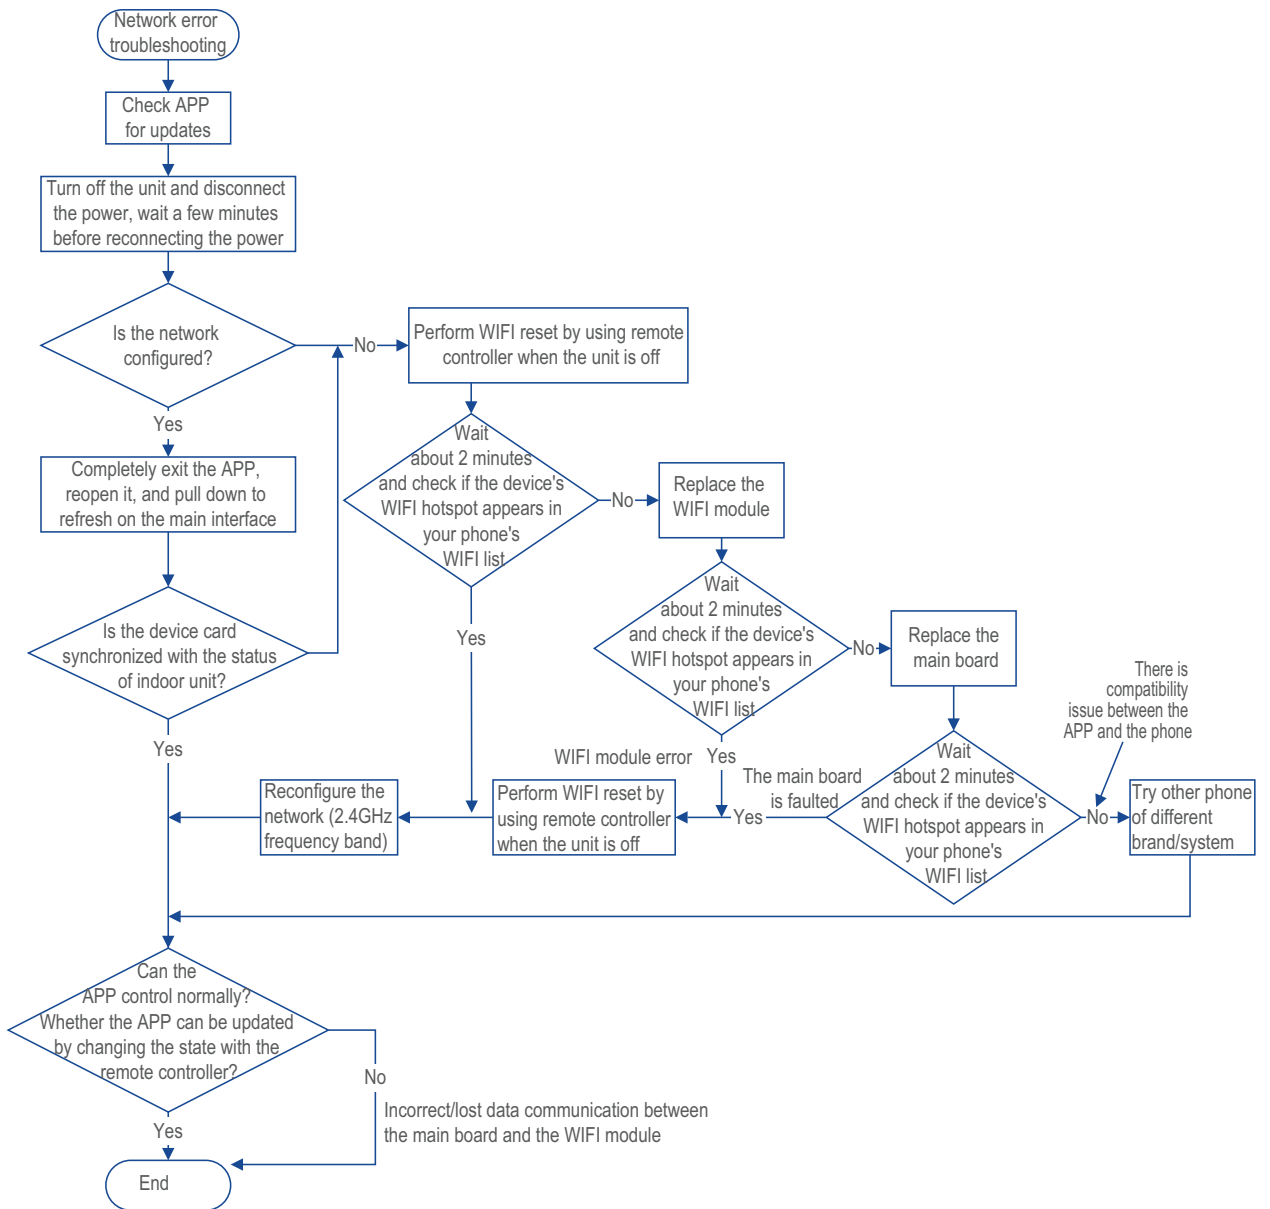 Network error
troubleshooting
Check APP
for updates
Turn off the unit and disconnect
the power, wait a few minutes
before reconnecting the power
Is the network
configured?
No
Perform WIFI reset by using remote
controller when the unit is off
Yes
Completely exit the APP,
reopen it, and pull down to
refresh on the main interface
Wait
about 2 minutes
and check if the device's
WIFI hotspot appears in
your phone's
WIFI list
No
Replace the
WIFI module
Is the device card
synchronized with the status
of indoor unit?
Yes
Wait
about 2 minutes
and check if the device's
WIFI hotspot appears in
your phone's
WIFI list
No
Replace the
main board
There is
compatibility
issue between the
APP and the phone
Yes
WIFI module error
Yes
The main board
is faulted
Wait
about 2 minutes
and check if the device's
WIFI hotspot appears in
your phone's
WIFI list
Reconfigure the
network (2.4GHz
frequency band)
Perform WIFI reset by
using remote controller
when the unit is off
Yes
No
Try other phone
of different
brand/system
Can the
APP control normally?
Whether the APP can be updated
by changing the state with the
remote controller?
No
Incorrect/lost data communication between
the main board and the WIFI module
Yes
End